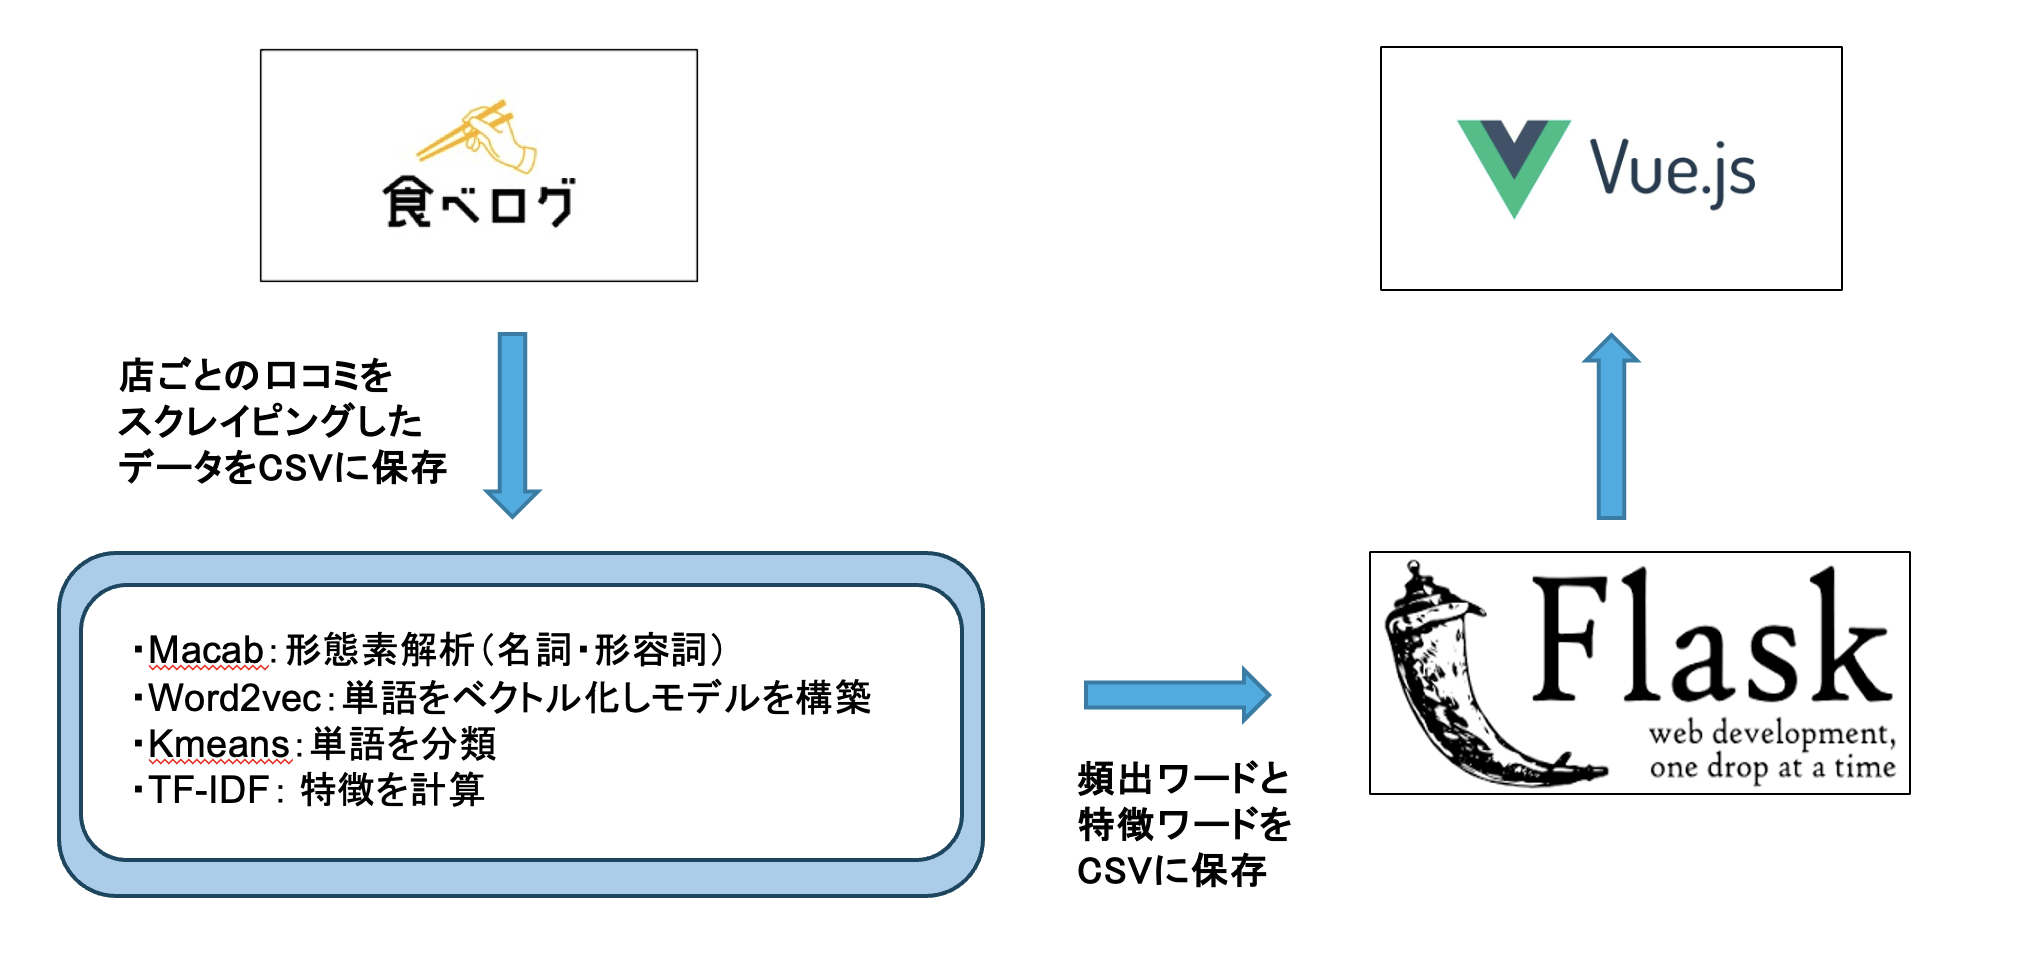 食べログ
店ごとの口コミを
スクレイピングした
データをCSVに保存
・Macab：形態素解析（名詞・形容詞）
・Word2vec：単語をベクトル化しモデルを構築
・Kmeans：単語を分類
・TF-IDF： 特徴を計算
頻出ワードと
特徴ワードを
CSVに保存
Flask
web development,
one drop at a time
Vue.js